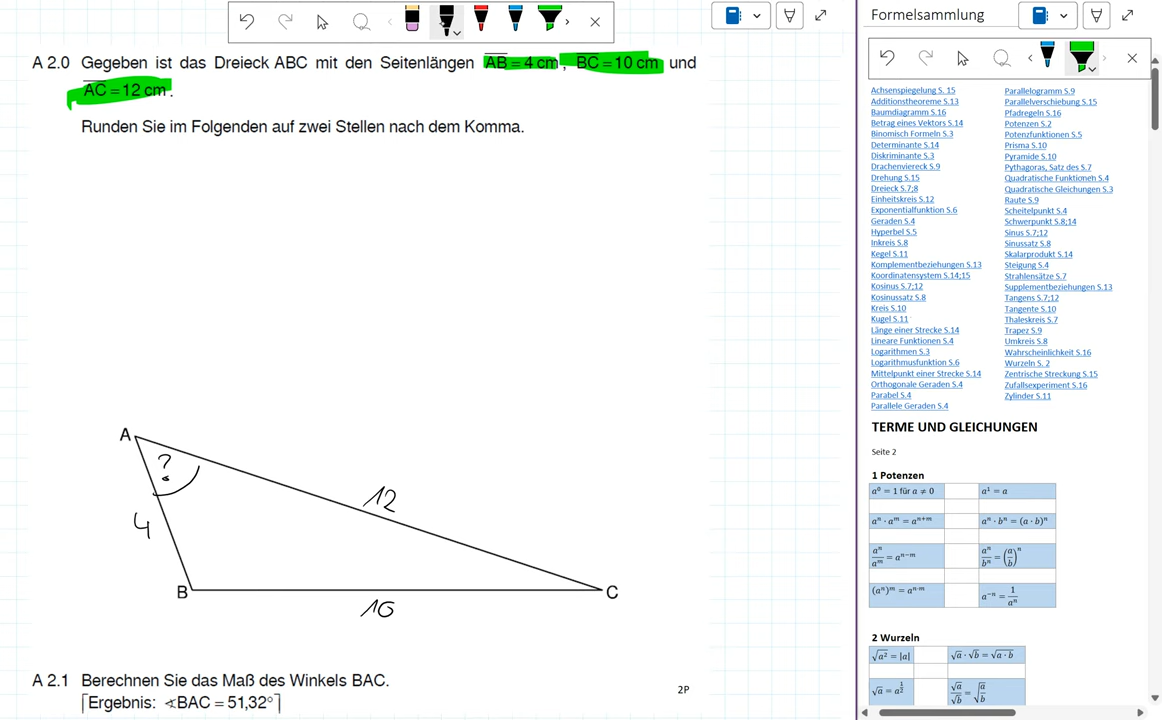 A 2.0 Gegeben ist das Dreieck ABC mit den Seitenlängen AB = 4 cm, BC = 10 cm und
AC = 12 cm.
Runden Sie im Folgenden auf zwei Stellen nach dem Komma.
A
?
12
4
B
C
10
A 2.1 Berechnen Sie das Maß des Winkels BAC.
[Ergebnis: ∢BAC = 51,32°]
2P
Formelsammlung
Achsenspiegelung S. 15
Additionstheoreme S.13
Baumdiagramm S.16
Betrag eines Vektors S.14
Binomisch Formeln S.3
Determinante S.14
Diskriminante S.3
Drachenviereck S.9
Drehung S.15
Dreieck S.7;8
Einheitskreis S.12
Exponentialfunktion S.6
Geraden S.4
Hyperbel S.5
Inkreis S.8
Kegel S.11
Komplementbeziehungen S.13
Koordinatensystem S.14;15
Kosinus S.7;12
Kosinussatz S.8
Kreis S.10
Kugel S.11
Länge einer Strecke S.14
Lineare Funktionen S.4
Logarithmen S.3
Logarithmusfunktion S.6
Mittelpunkt einer Strecke S.14
Orthogonale Geraden S.4
Parabel S.4
Parallele Geraden S.4
Parallelogramm S.9
Parallelverschiebung S.15
Pfadregeln S.16
Potenzen S.2
Potenzfunktionen S.5
Prisma S.10
Pyramide S.10
Pythagoras, Satz des S.7
Quadratische Funktionen S.4
Quadratische Gleichungen S.3
Raute S.9
Scheitelpunkt S.4
Schwerpunkt S.8;14
Sinus S.7;12
Sinussatz S.8
Skalarprodukt S.14
Steigung S.4
Strahlensätze S.7
Supplementbeziehungen S.13
Tangens S.7;12
Tangente S.10
Thaleskreis S.7
Trapez S.9
Umkreis S.8
Wahrscheinlichkeit S.16
Wurzeln S. 2
Zentrische Streckung S.15
Zufallsexperiment S.16
Zylinder S.11
TERME UND GLEICHUNGEN
Seite 2
1 Potenzen
a⁰ = 1 für a ≠ 0 a¹ = a
aⁿ · aᵐ = aⁿ⁺ᵐ aⁿ · bⁿ = (a · b)ⁿ
aⁿ/aᵐ = aⁿ⁻ᵐ aⁿ/bⁿ = (a/b)ⁿ
(aⁿ)ᵐ = aⁿ·ᵐ a⁻ⁿ = 1/aⁿ
2 Wurzeln
√a² = |a| √a · √b = √a · b
√a = a^½ √a/√b = √a/b